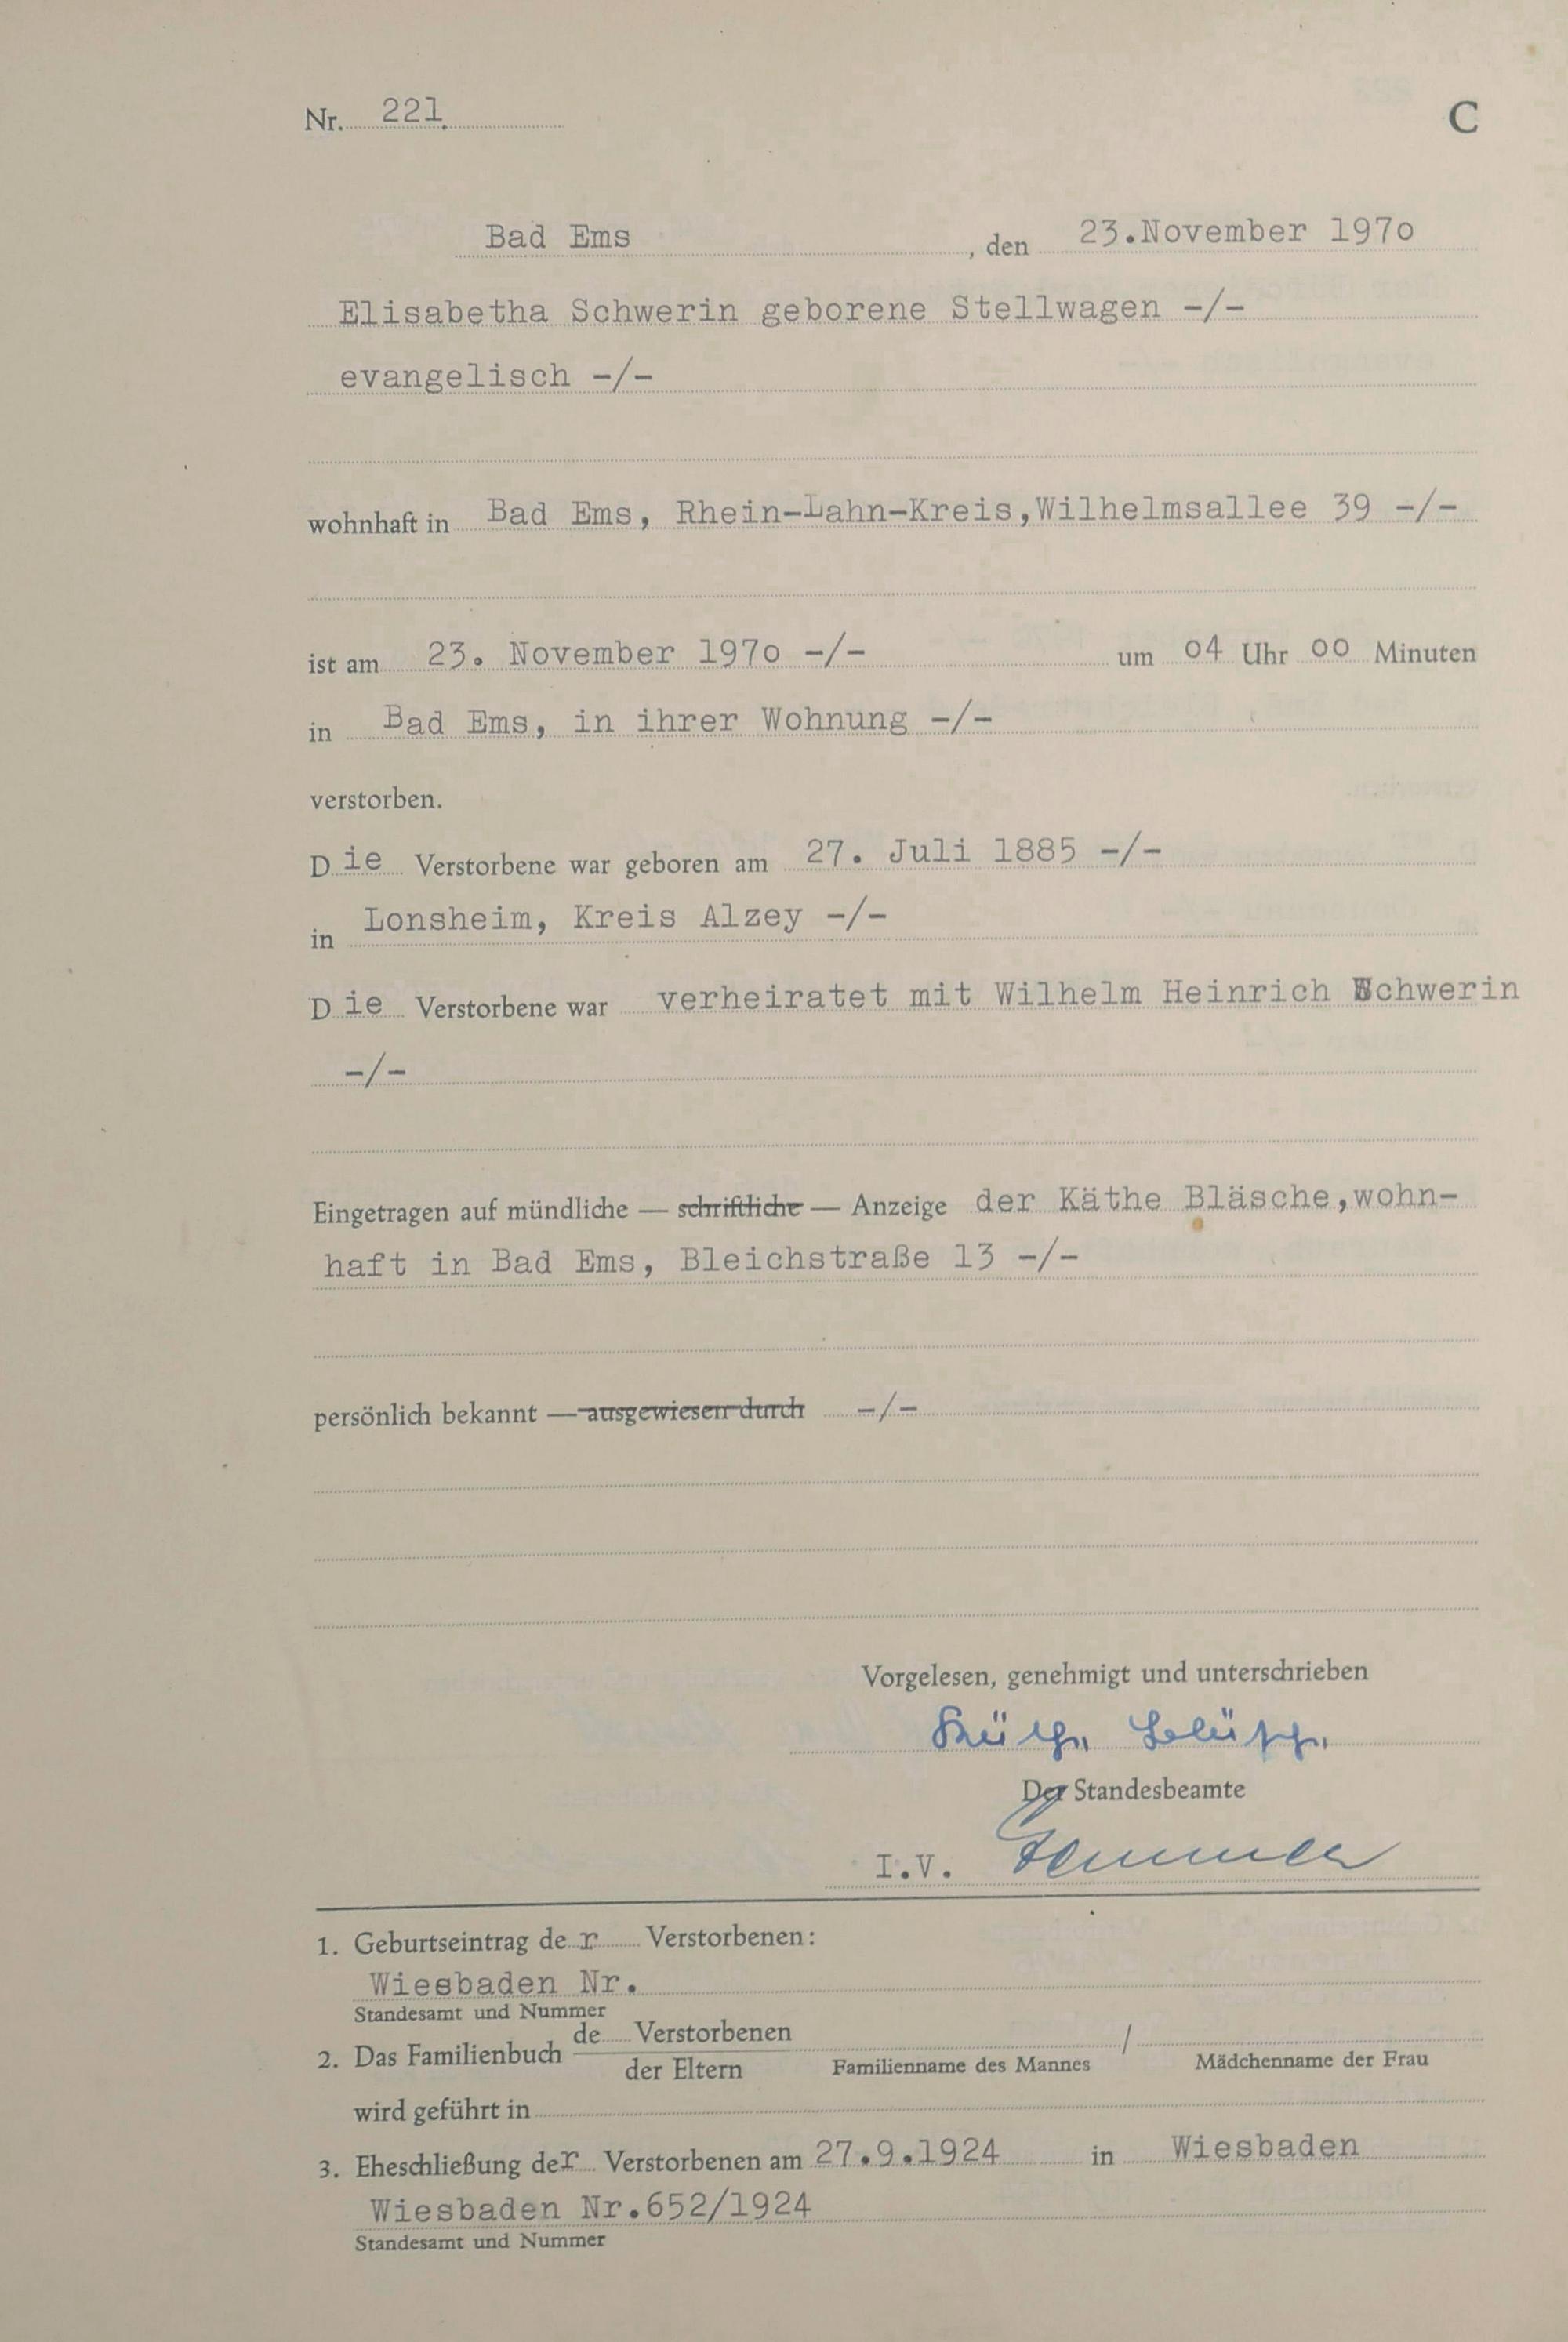 Nr. 221.
C
Bad Ems, den 23.November 1970
Elisabetha Schwerin geborene Stellwagen -/-
evangelisch -/-
wohnhaft in Bad Ems, Rhein-Lahn-Kreis,Wilhelmsallee 39 -/-
ist am 23. November 1970 -/- um 04 Uhr 00 Minuten
in Bad Ems, in ihrer Wohnung -/-
verstorben.
Die Verstorbene war geboren am 27. Juli 1885 -/-
in Lonsheim, Kreis Alzey -/-
Die Verstorbene war verheiratet mit Wilhelm Heinrich Schwerin
-/-
Eingetragen auf mündliche — schriftliche — Anzeige der Käthe Bläsche,wohn-
haft in Bad Ems, Bleichstraße 13 -/-
persönlich bekannt — ausgewiesen durch -/-
Vorgelesen, genehmigt und unterschrieben
Käthe Bläsche
Der Standesbeamte
I.V.
1. Geburtseintrag der Verstorbenen:
Wiesbaden Nr.
Standesamt und Nummer
2. Das Familienbuch de Verstorbenen /
der Eltern Familienname des Mannes Mädchenname der Frau
wird geführt in
3. Eheschließung der Verstorbenen am 27.9.1924 in Wiesbaden
Wiesbaden Nr.652/1924
Standesamt und Nummer